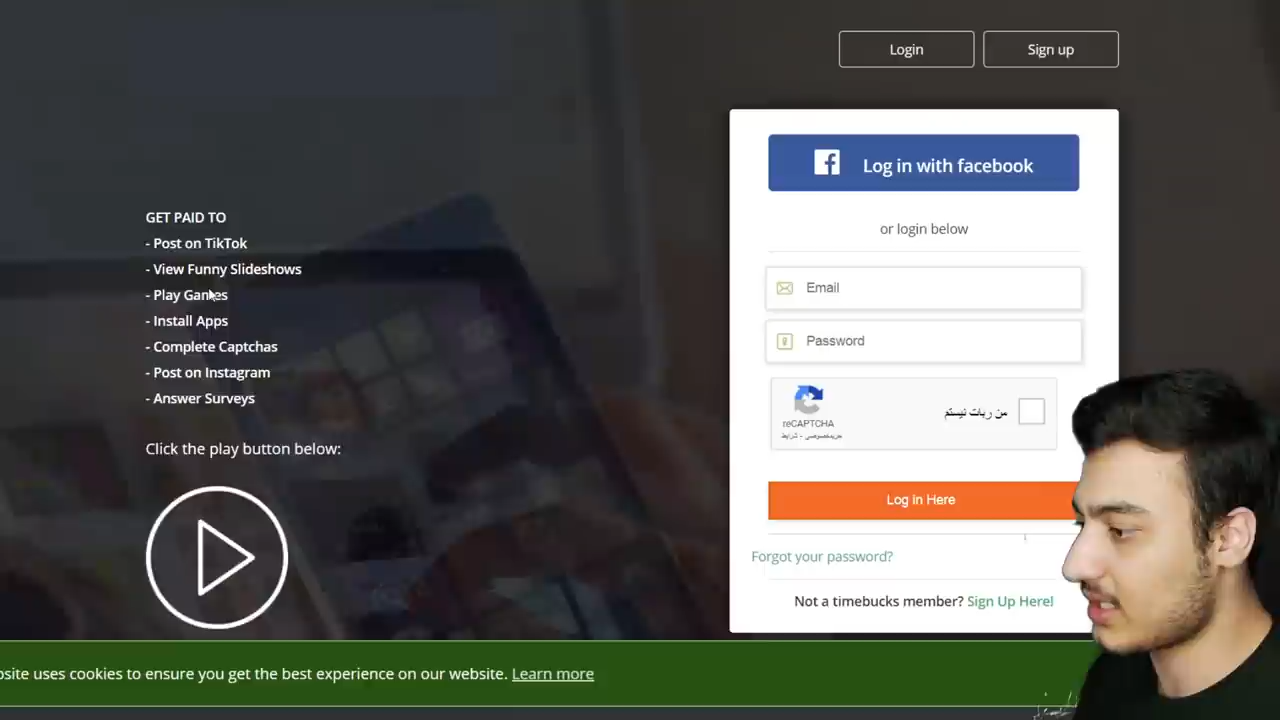 Login
Sign up
Log in with facebook
or login below
GET PAID TO
- Post on TikTok
- View Funny Slideshows
- Play Games
- Install Apps
- Complete Captchas
- Post on Instagram
- Answer Surveys
Click the play button below:
Email
Password
من ربات نیستم
reCAPTCHA
حریم‌خصوصی - شرایط
Log in Here
Forgot your password?
Not a timebucks member? Sign Up Here!
site uses cookies to ensure you get the best experience on our website. Learn more